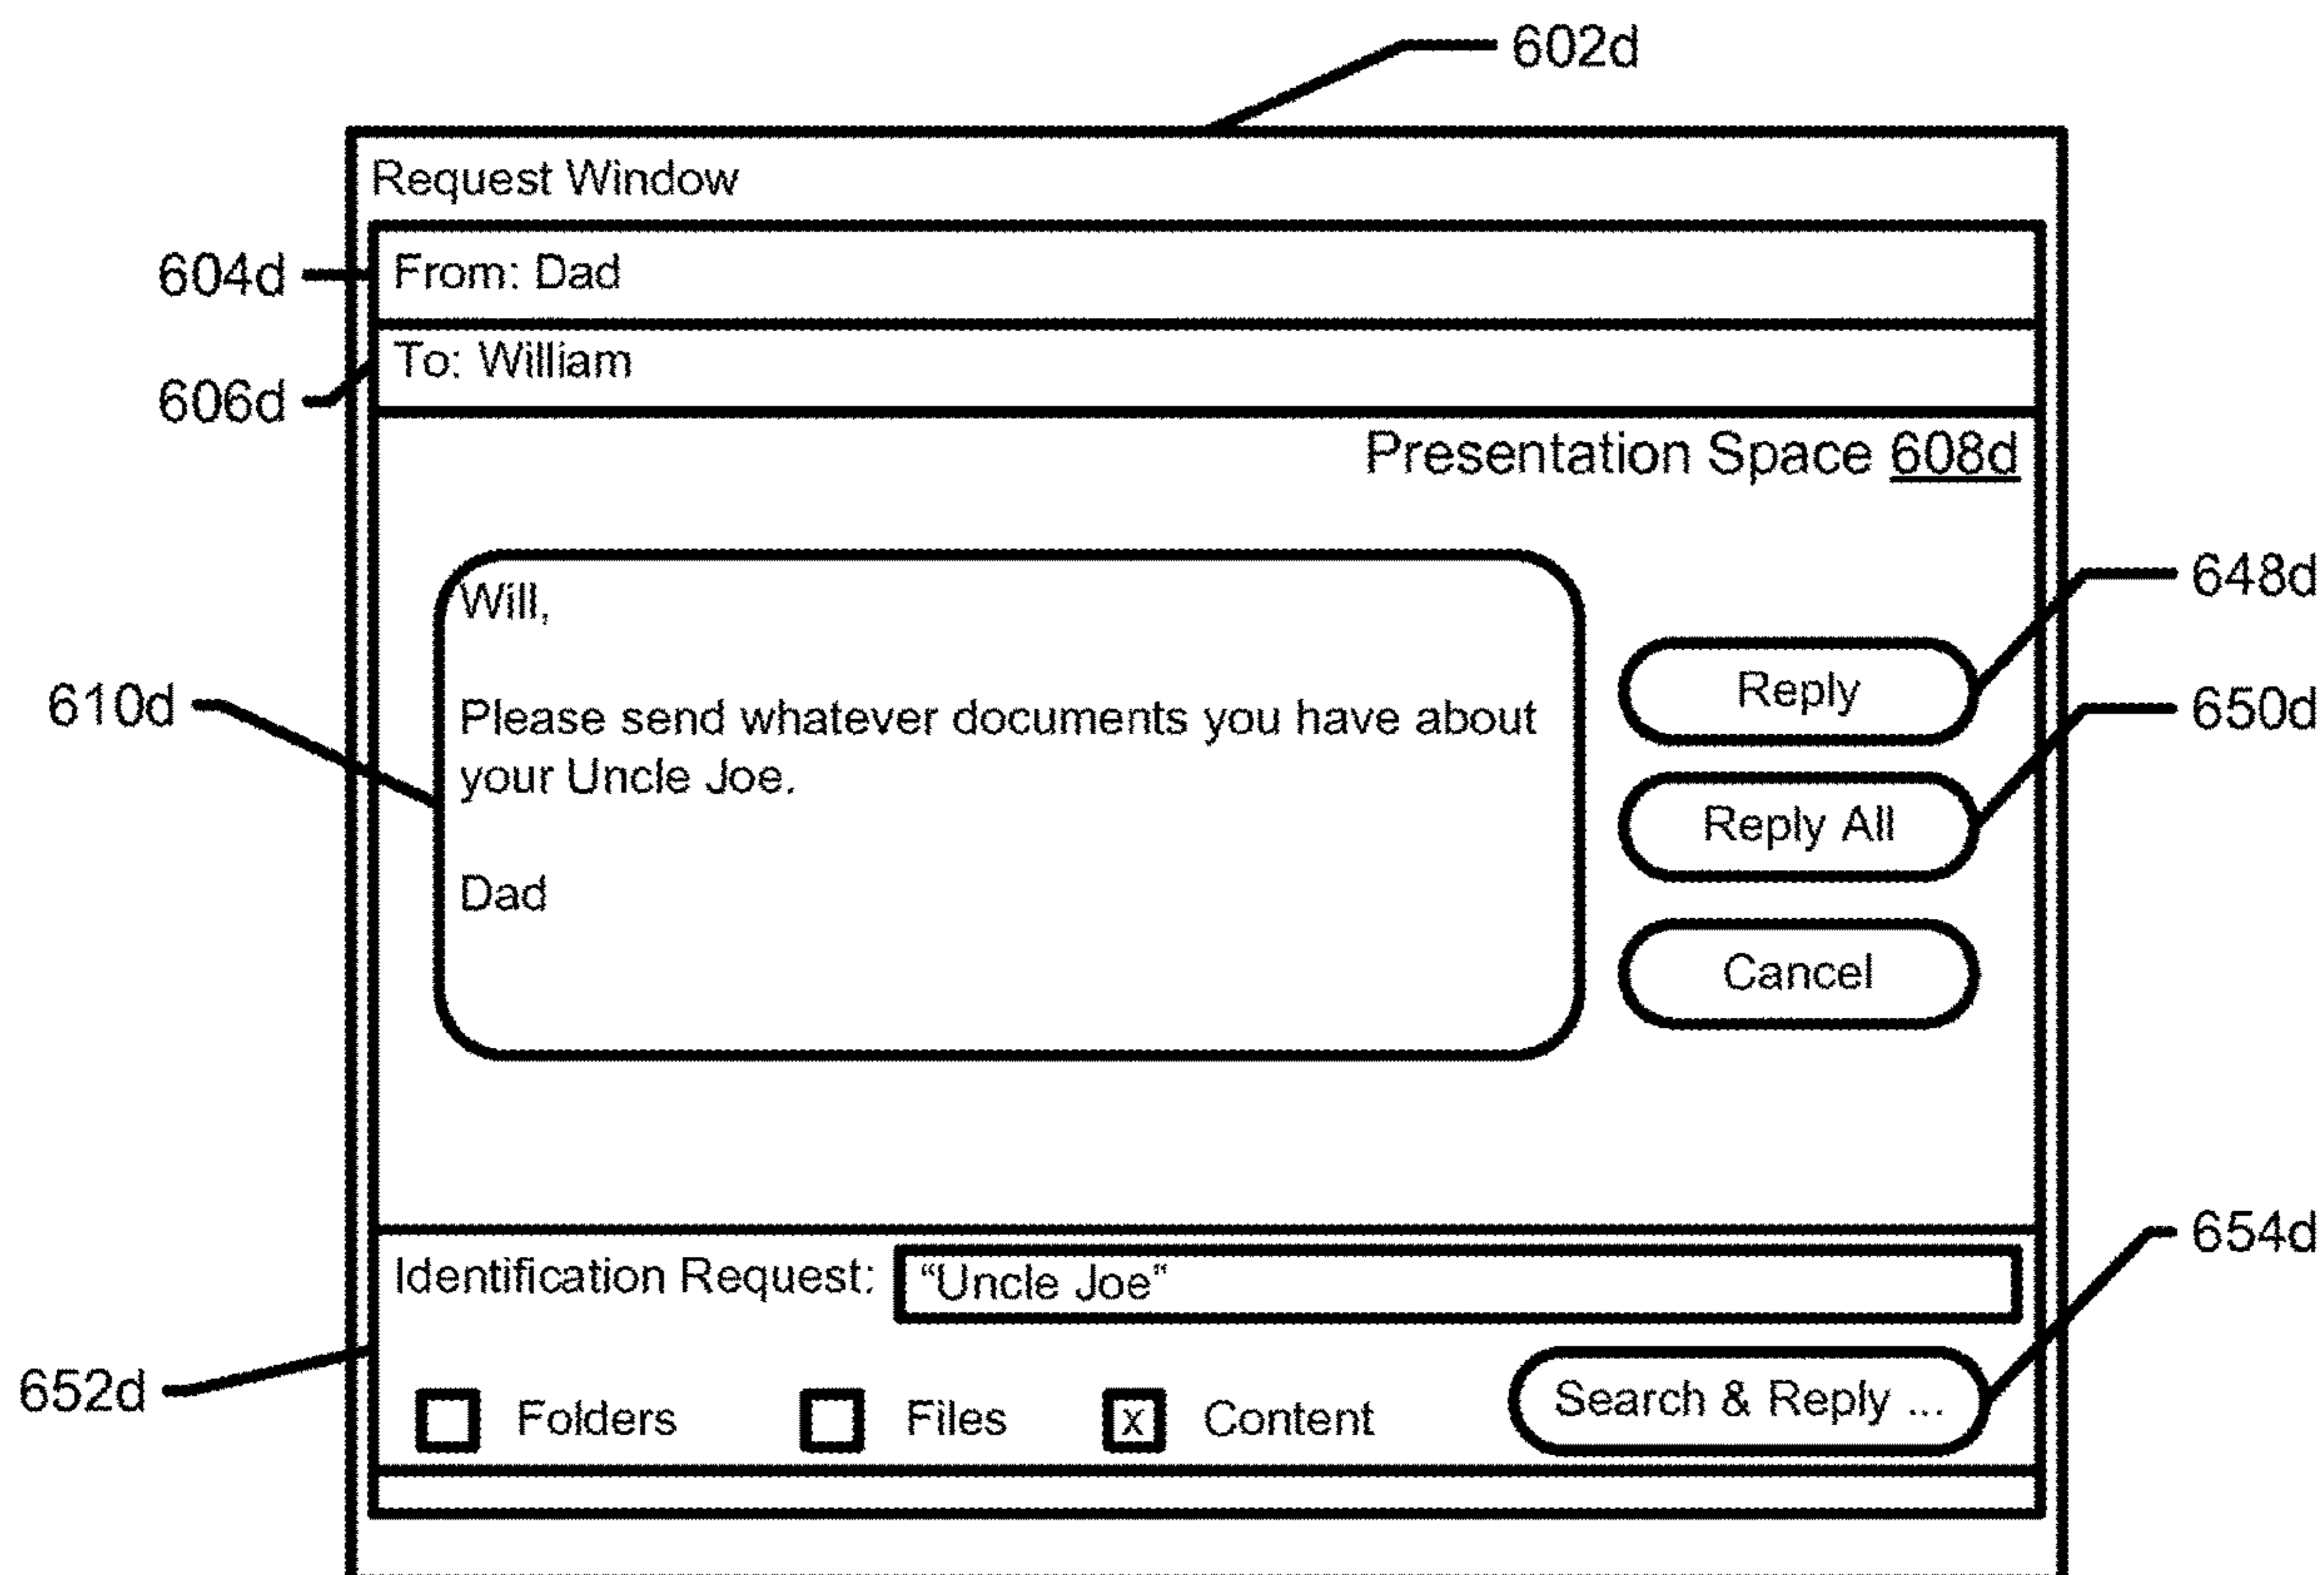 602d
Request Window
604d
From: Dad
606d
To: William
Presentation Space 608d
610d
Will,
Please send whatever documents you have about
your Uncle Joe.
Dad
648d
Reply
650d
Reply All
Cancel
654d
Identification Request:
“Uncle Joe“
652d
Folders
Files
x Content
Search & Reply ...